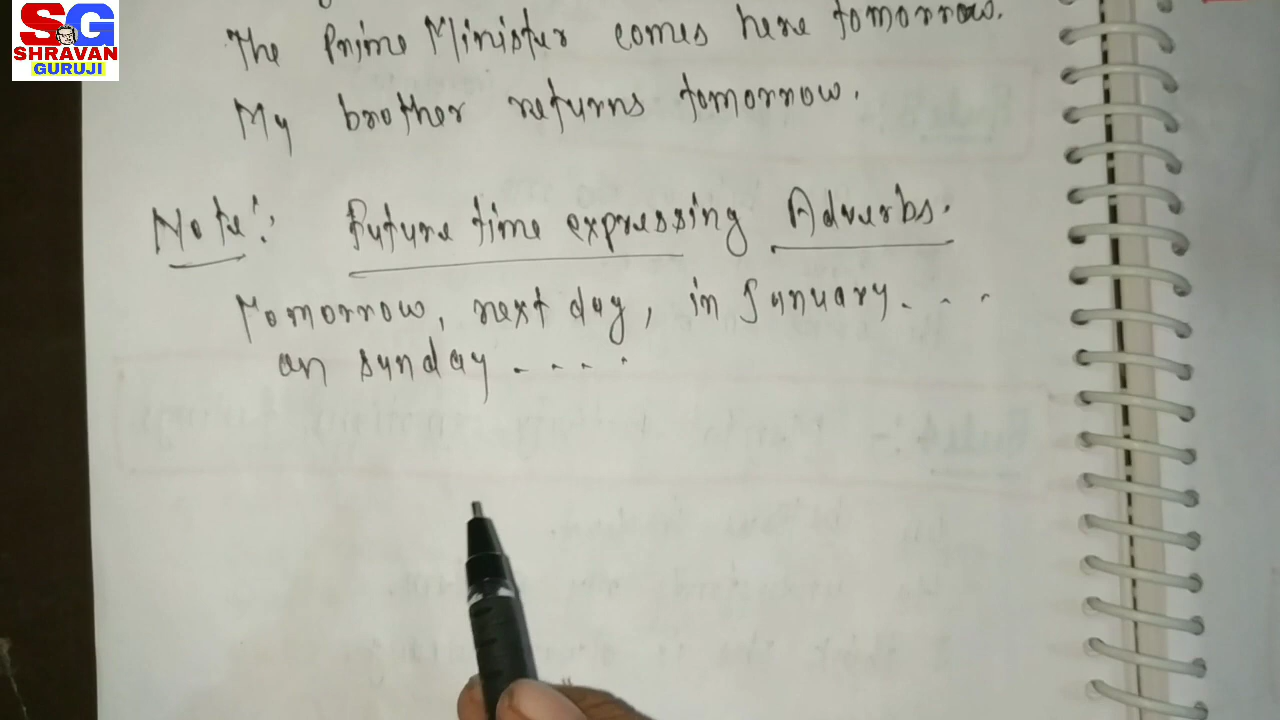 SG
SHRAVAN
GURUJI
The Prime Minister comes here tomorrow.
My brother returns tomorrow.
Note:- Future time expressing Adverbs.
Tomorrow, next day, in January. . .
on sunday . . . .